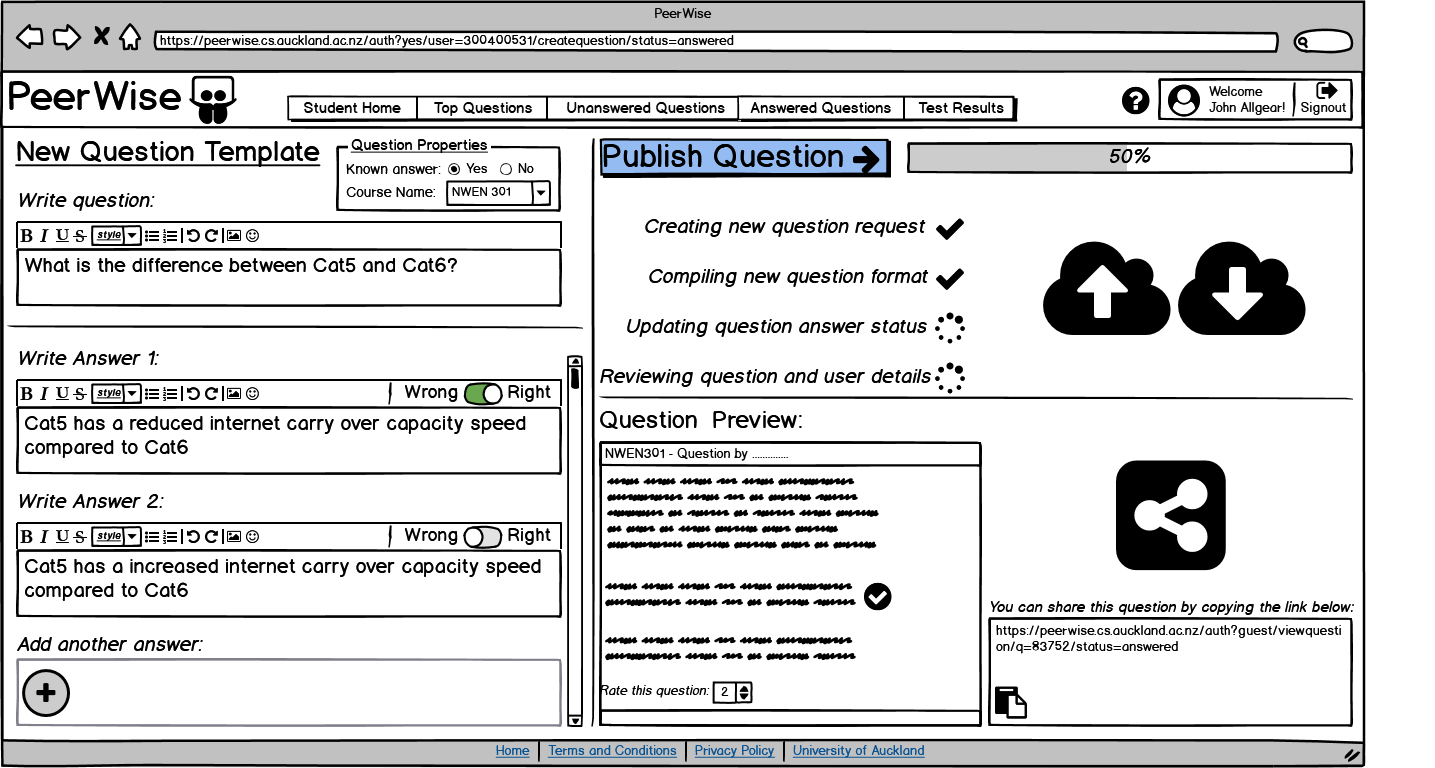 PeerWise
https://peerwise.cs.auckland.ac.nz/auth?yes/user=300400531/createquestion/status=answered
PeerWise
Student Home
Top Questions
Unanswered Questions
Answered Questions
Test Results
?
Welcome
John Allgear!
Signout
New Question Template
Question Properties
Known answer: Yes No
Course Name: NWEN 301
Write question:
B I U S style
What is the difference between Cat5 and Cat6?
Write Answer 1:
B I U S style Wrong Right
Cat5 has a reduced internet carry over capacity speed
compared to Cat6
Write Answer 2:
B I U S style Wrong Right
Cat5 has a increased internet carry over capacity speed
compared to Cat6
Add another answer:
Publish Question
50%
Creating new question request
Compiling new question format
Updating question answer status
Reviewing question and user details
Question Preview:
NWEN301 - Question by ..............
Rate this question: 2
You can share this question by copying the link below:
https://peerwise.cs.auckland.ac.nz/auth?guest/viewquesti
on/q=83752/status=answered
Home
Terms and Conditions
Privacy Policy
University of Auckland